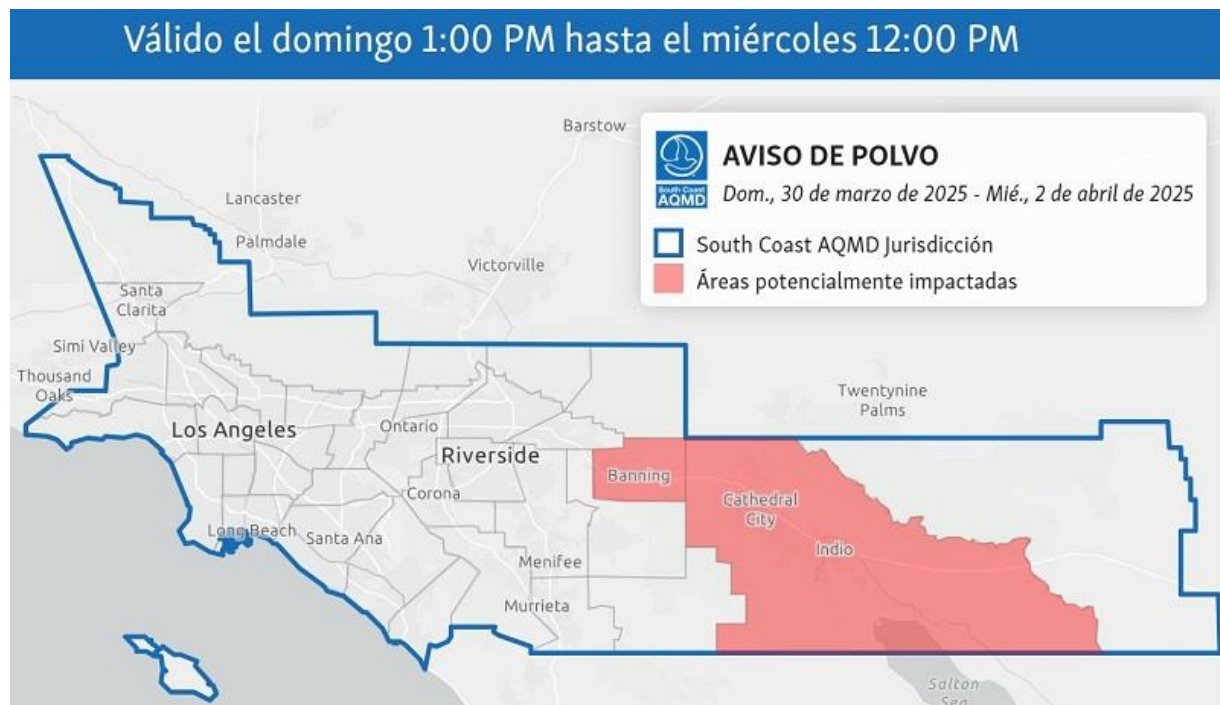 Válido el domingo 1:00 PM hasta el miércoles 12:00 PM
South Coast
AQMD
AVISO DE POLVO
Dom., 30 de marzo de 2025 - Mié., 2 de abril de 2025
South Coast AQMD Jurisdicción
Áreas potencialmente impactadas
Barstow
Lancaster
Palmdale
Victorville
Santa
Clarita
Simi Valley
Thousand
Oaks
Twentynine
Palms
Los Angeles
Ontario
Riverside
Banning
Corona
Cathedral
City
Long Beach
Santa Ana
Indio
Menifee
Murrieta
Salton
Sea